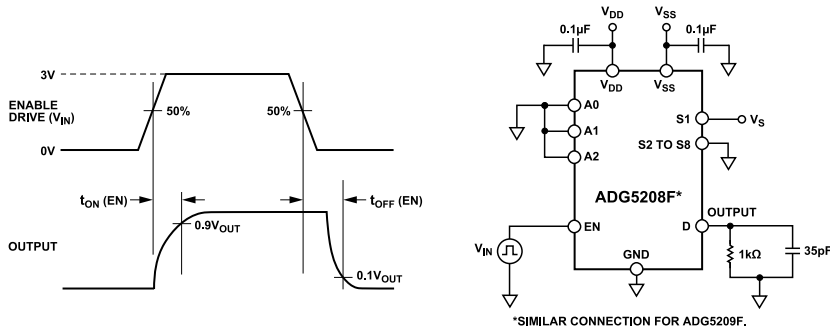 3V
ENABLE
DRIVE (VIN)
50%
50%
0V
tON (EN)
tOFF (EN)
OUTPUT
0.9VOUT
0.1VOUT
VDD
VSS
0.1µF
0.1µF
VDD
VSS
A0
A1
A2
S1
VS
S2 TO S8
ADG5208F*
EN
D
OUTPUT
VIN
GND
1kΩ
35pF
*SIMILAR CONNECTION FOR ADG5209F.